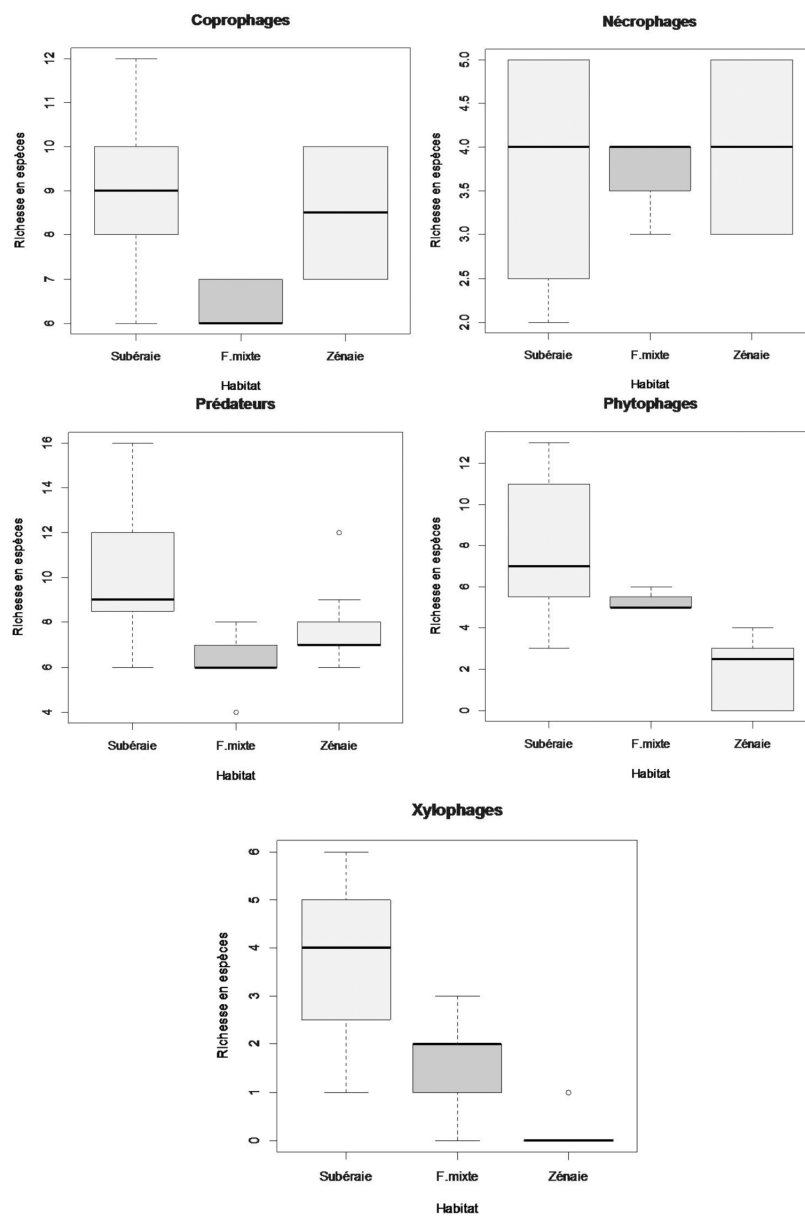 Coprophages
Richesse en espèces
12
11
10
9
8
7
6
Subéraie F.mixte Zénaie
Habitat
Nécrophages
Richesse en espèces
5.0
4.5
4.0
3.5
3.0
2.5
2.0
Subéraie F.mixte Zénaie
Habitat
Prédateurs
Richesse en espèces
16
14
12
10
8
6
4
Subéraie F.mixte Zénaie
Habitat
Phytophages
Richesse en espèces
12
10
8
6
4
2
0
Subéraie F.mixte Zénaie
Habitat
Xylophages
Richesse en espèces
6
5
4
3
2
1
0
Subéraie F.mixte Zénaie
Habitat